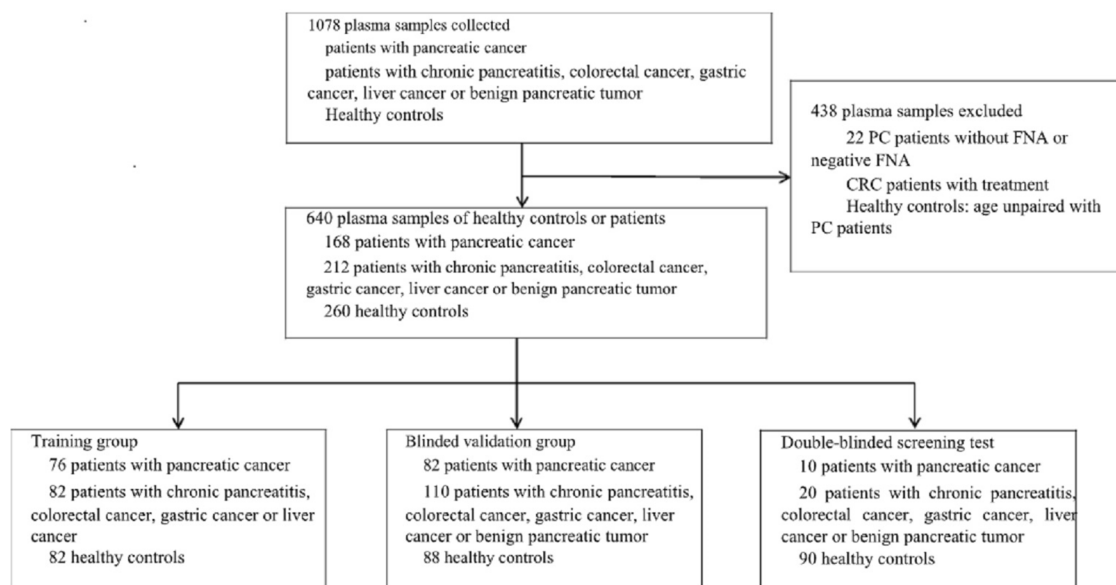 1078 plasma samples collected
patients with pancreatic cancer
patients with chronic pancreatitis, colorectal cancer, gastric
cancer, liver cancer or benign pancreatic tumor
Healthy controls
438 plasma samples excluded
22 PC patients without FNA or
negative FNA
CRC patients with treatment
Healthy controls: age unpaired with
PC patients
640 plasma samples of healthy controls or patients
168 patients with pancreatic cancer
212 patients with chronic pancreatitis, colorectal cancer,
gastric cancer, liver cancer or benign pancreatic tumor
260 healthy controls
Training group
76 patients with pancreatic cancer
82 patients with chronic pancreatitis,
colorectal cancer, gastric cancer or liver
cancer
82 healthy controls
Blinded validation group
82 patients with pancreatic cancer
110 patients with chronic pancreatitis,
colorectal cancer, gastric cancer, liver
cancer or benign pancreatic tumor
88 healthy controls
Double-blinded screening test
10 patients with pancreatic cancer
20 patients with chronic pancreatitis,
colorectal cancer, gastric cancer, liver
cancer or benign pancreatic tumor
90 healthy controls